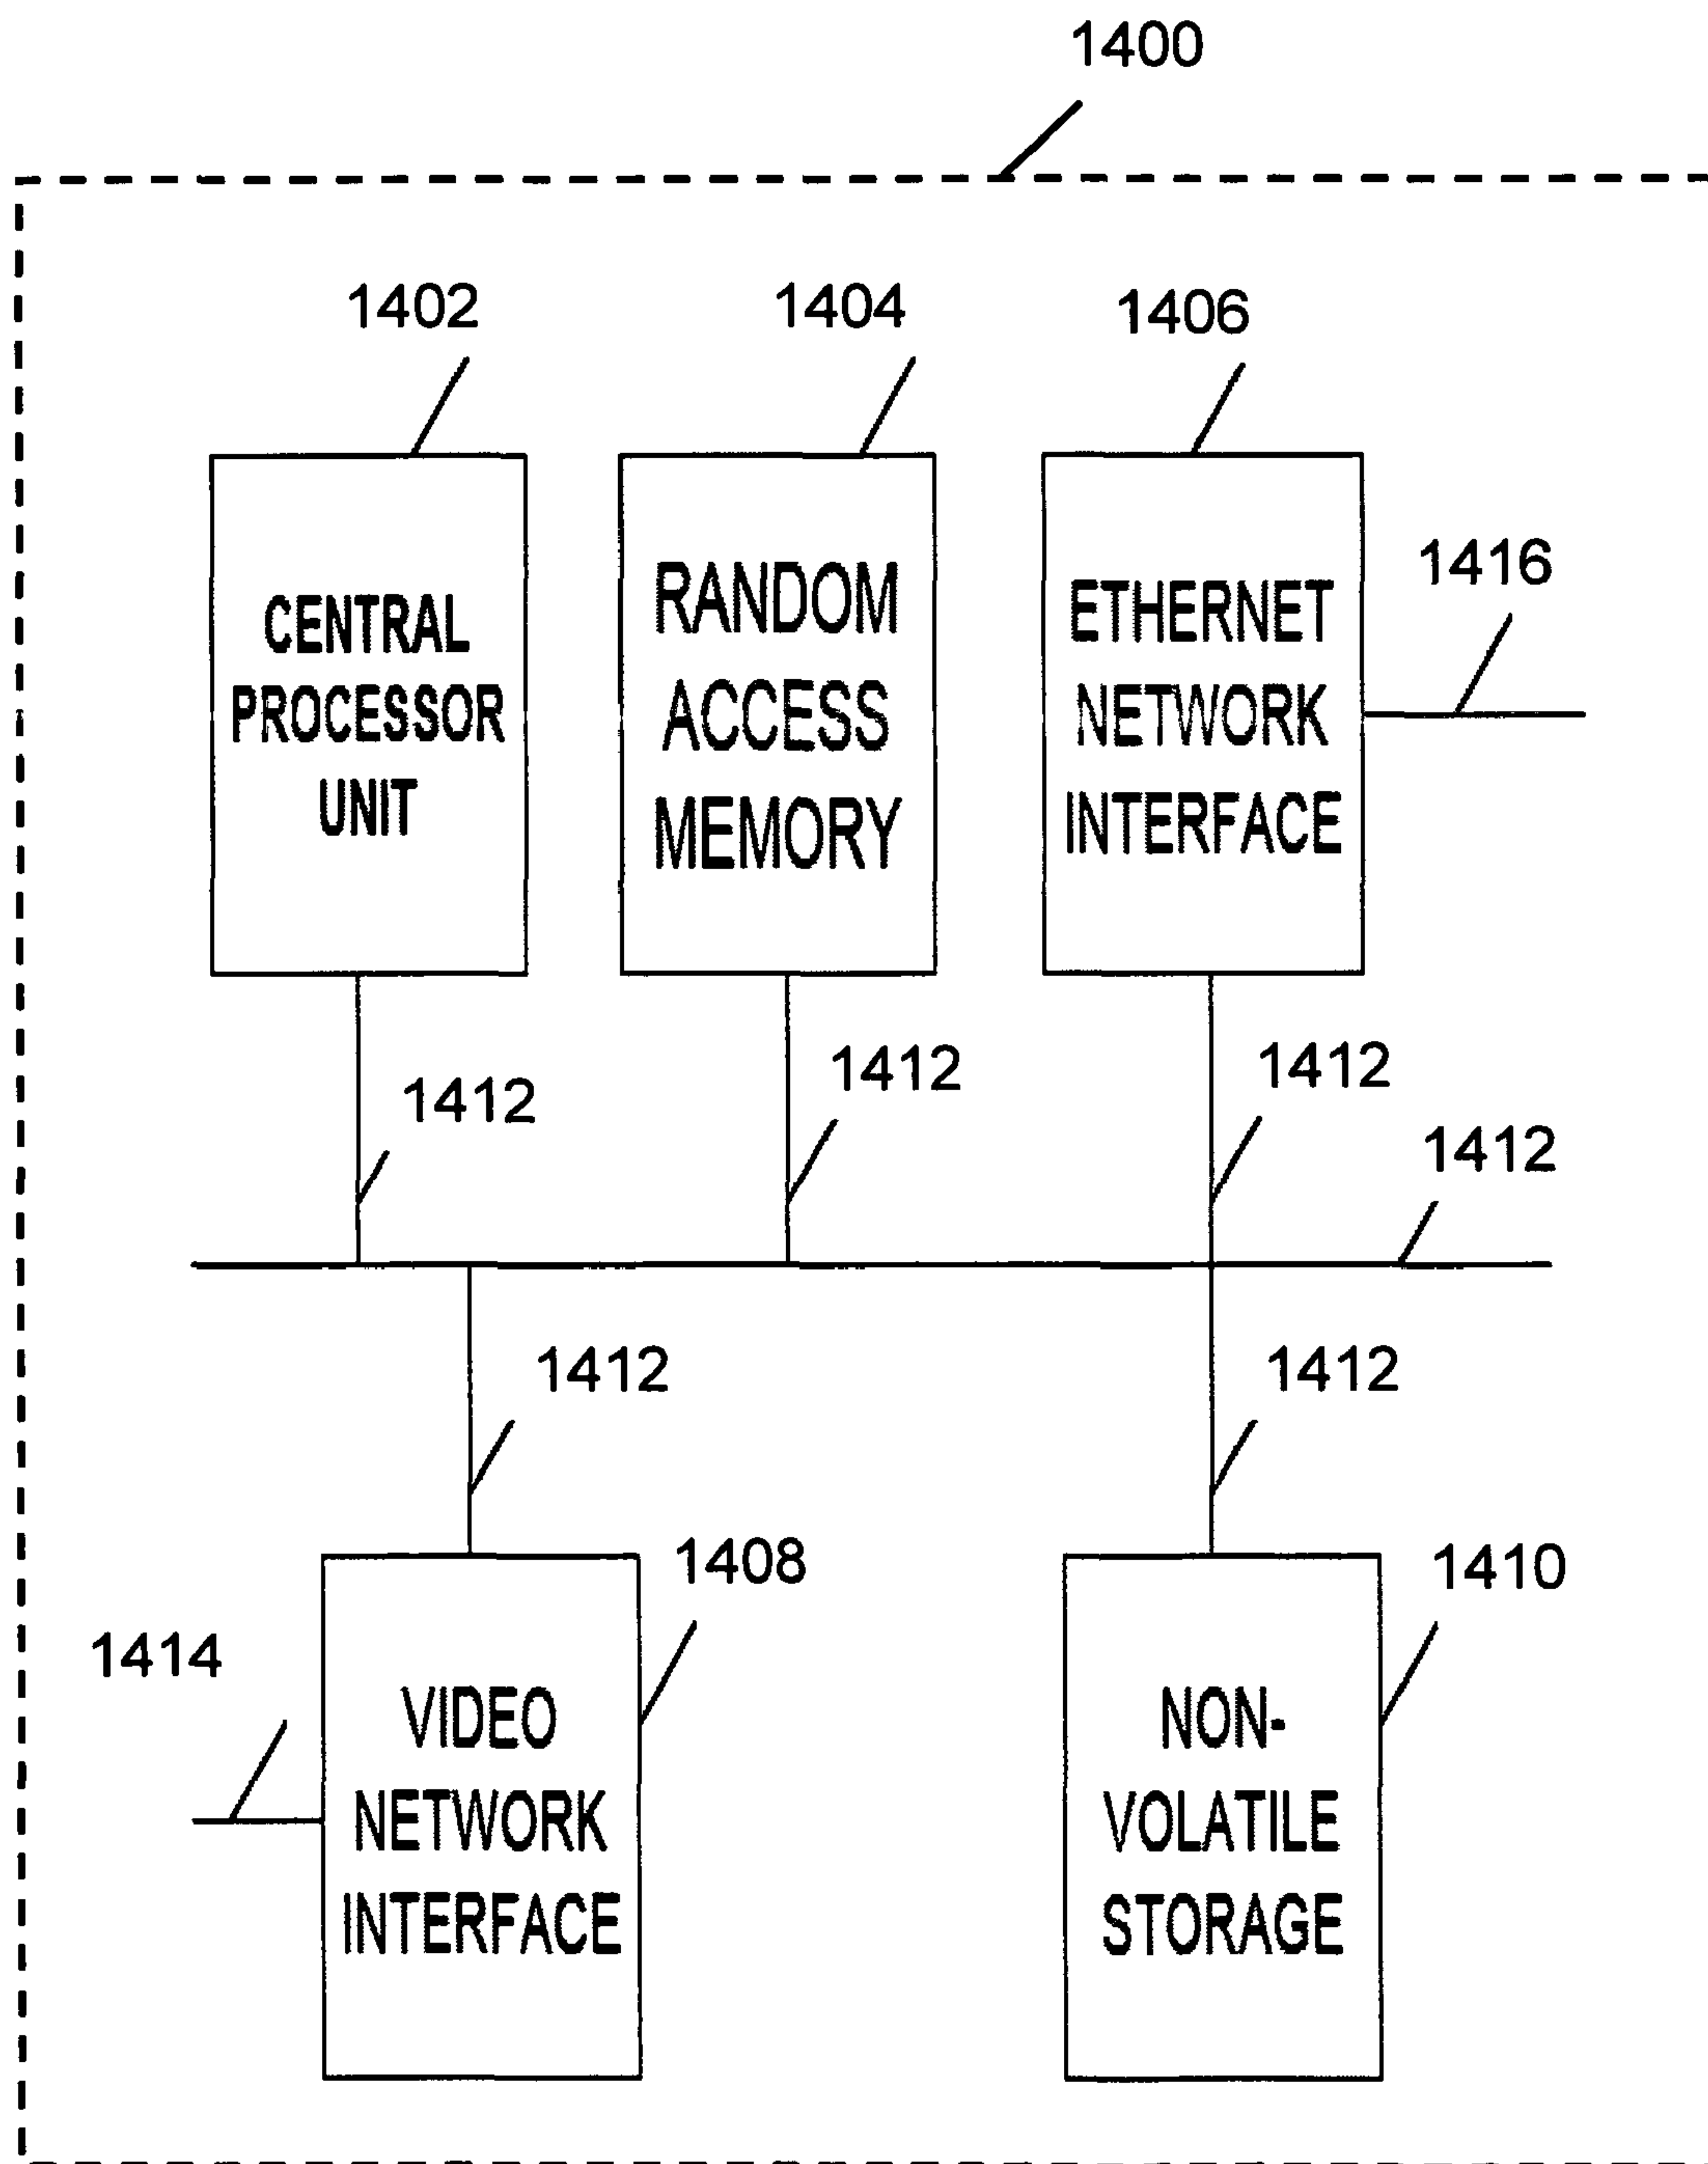 1400
1402
1404
1406
CENTRAL
PROCESSOR
UNIT
RANDOM
ACCESS
MEMORY
ETHERNET
NETWORK
INTERFACE
1416
1412
1412
1412
1412
1412
1412
1408
1410
1414
VIDEO
NETWORK
INTERFACE
NON-
VOLATILE
STORAGE